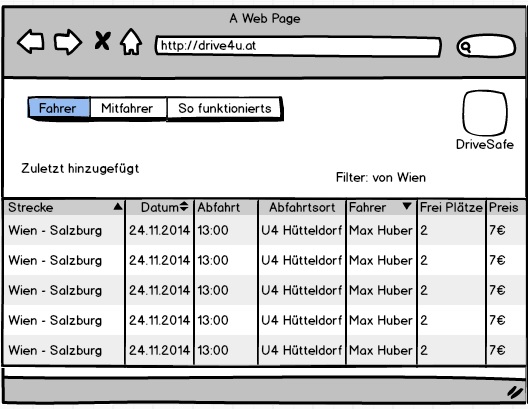 A Web Page
http://drive4u.at
Fahrer Mitfahrer So funktionierts
DriveSafe
Zuletzt hinzugefügt
Filter: von Wien
Strecke Datum Abfahrt Abfahrtsort Fahrer Frei Plätze Preis
Wien - Salzburg 24.11.2014 13:00 U4 Hütteldorf Max Huber 2 7€
Wien - Salzburg 24.11.2014 13:00 U4 Hütteldorf Max Huber 2 7€
Wien - Salzburg 24.11.2014 13:00 U4 Hütteldorf Max Huber 2 7€
Wien - Salzburg 24.11.2014 13:00 U4 Hütteldorf Max Huber 2 7€
Wien - Salzburg 24.11.2014 13:00 U4 Hütteldorf Max Huber 2 7€